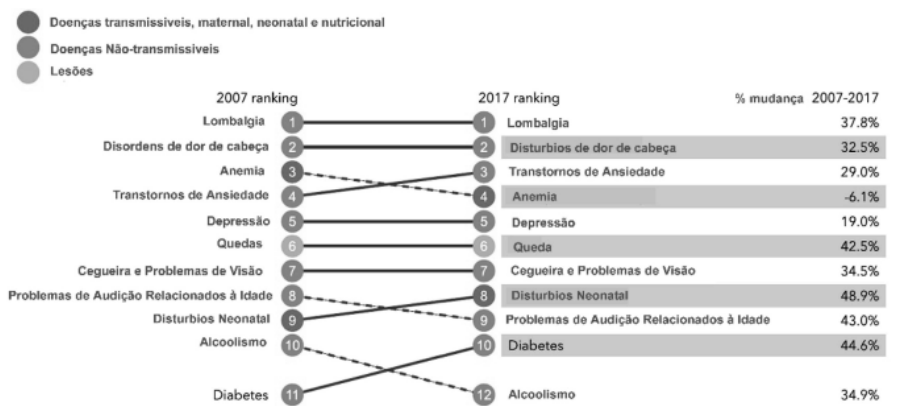 Doenças transmissiveis, maternal, neonatal e nutricional
Doenças Não-transmissiveis
Lesões
2007 ranking 2017 ranking % mudança 2007-2017
Lombalgia 1 1 Lombalgia 37.8%
Disordens de dor de cabeça 2 2 Disturbios de dor de cabeça 32.5%
Anemia 3 3 Transtornos de Ansiedade 29.0%
Transtornos de Ansiedade 4 4 Anemia -6.1%
Depressão 5 5 Depressão 19.0%
Quedas 6 6 Queda 42.5%
Cegueira e Problemas de Visão 7 7 Cegueira e Problemas de Visão 34.5%
Problemas de Audição Relacionados à Idade 8 8 Disturbios Neonatal 48.9%
Disturbios Neonatal 9 9 Problemas de Audição Relacionados à Idade 43.0%
Alcoolismo 10 10 Diabetes 44.6%
Diabetes 11 12 Alcoolismo 34.9%